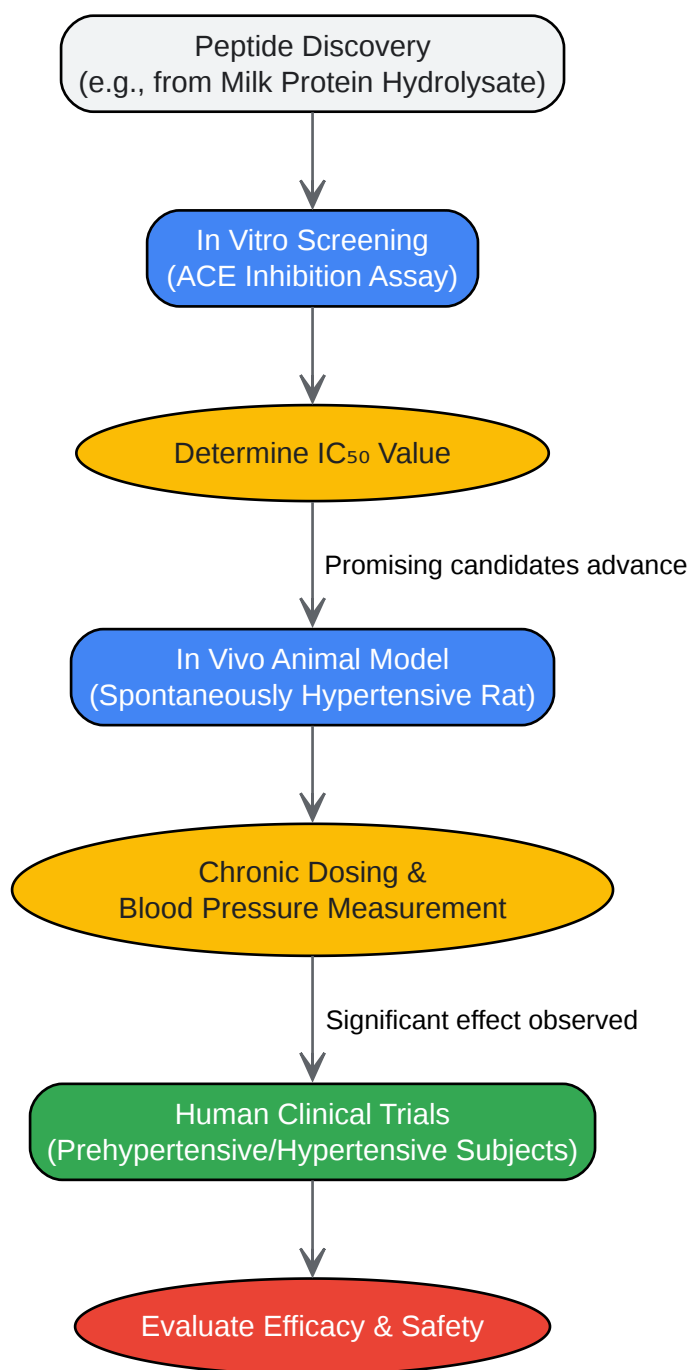 Peptide Discovery
(e.g., from Milk Protein Hydrolysate)
In Vitro Screening
(ACE Inhibition Assay)
Determine IC₅₀ Value
Promising candidates advance
In Vivo Animal Model
(Spontaneously Hypertensive Rat)
Chronic Dosing &
Blood Pressure Measurement
Significant effect observed
Human Clinical Trials
(Prehypertensive/Hypertensive Subjects)
Evaluate Efficacy & Safety